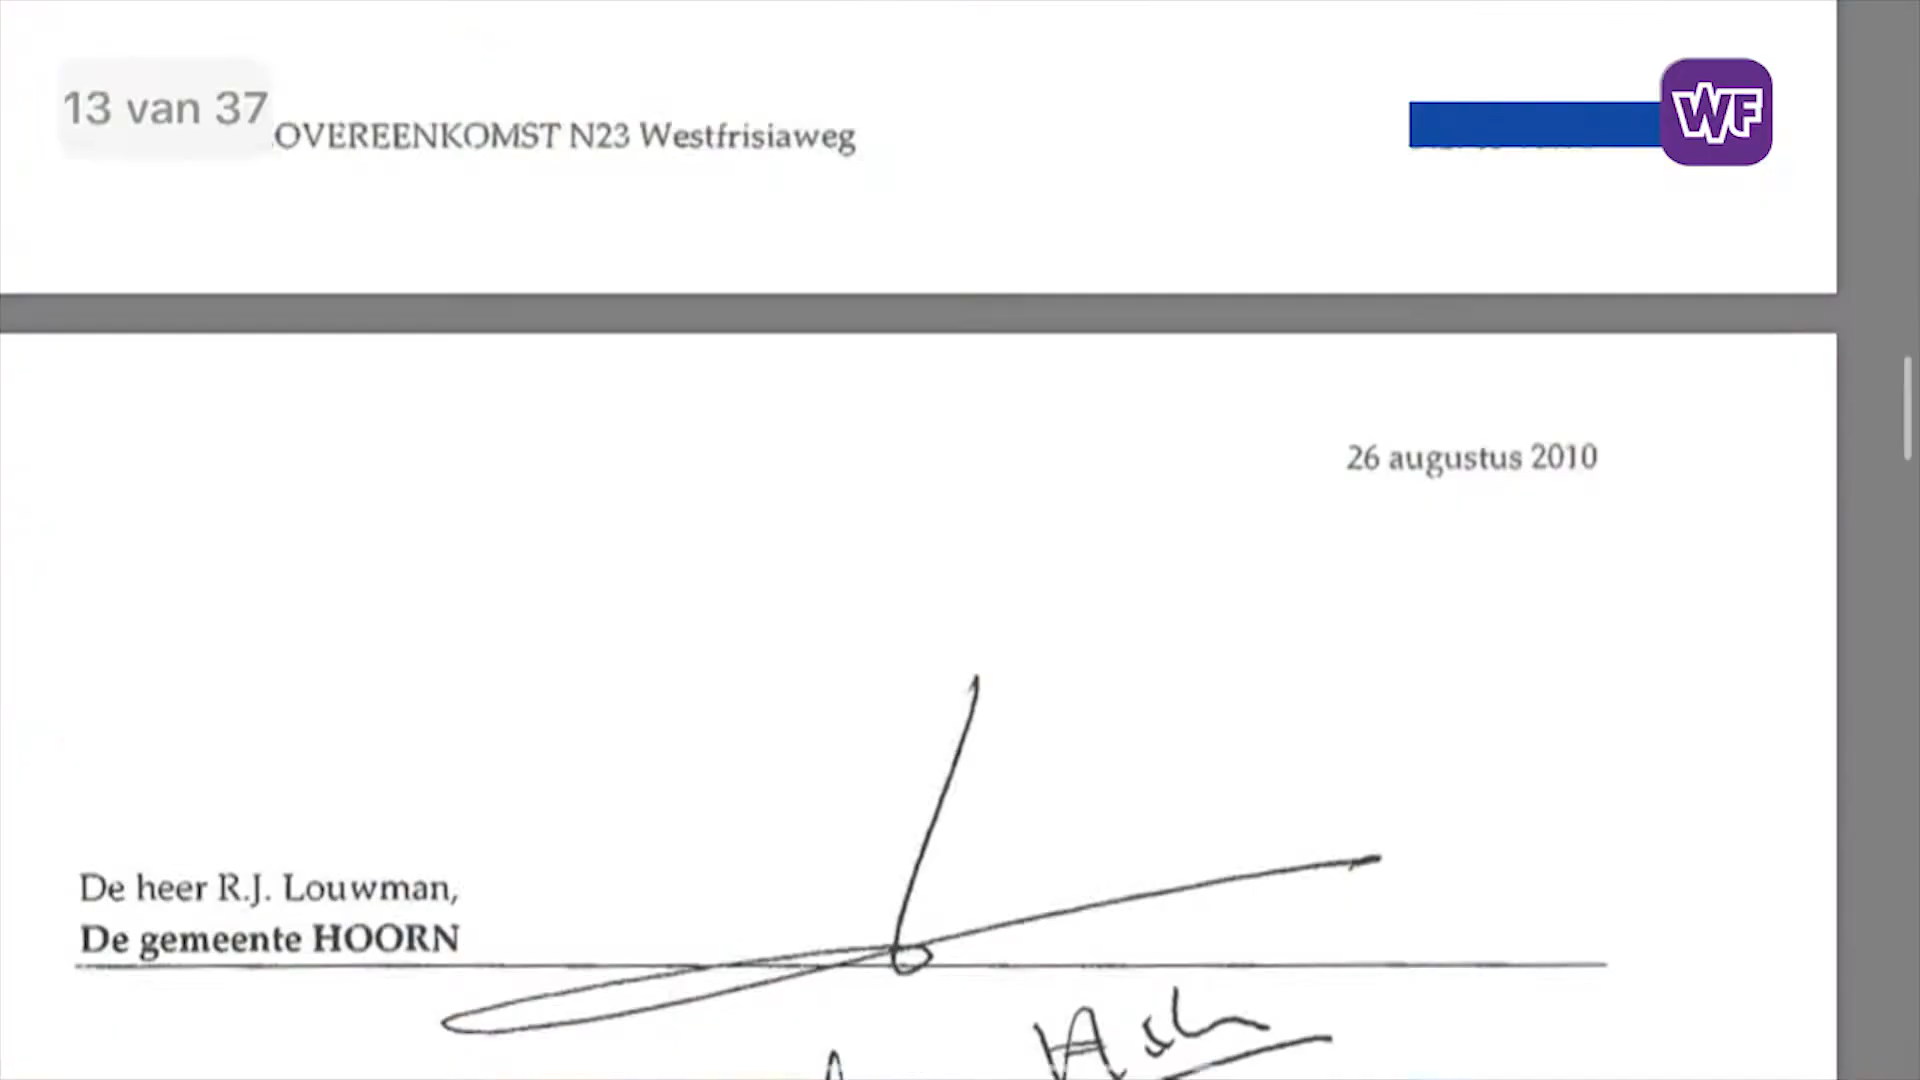 13 van 37
OVEREENKOMST N23 Westfrisiaweg
WF
26 augustus 2010
De heer R.J. Louwman,
De gemeente HOORN